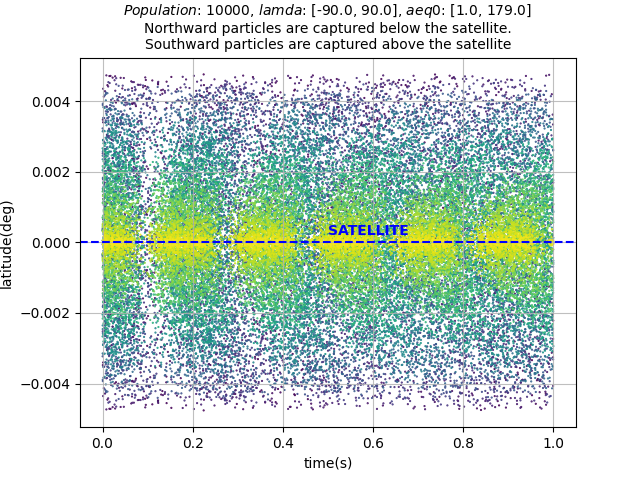 Population: 10000, lamda: [-90.0, 90.0], aeq0: [1.0, 179.0]
Northward particles are captured below the satellite.
Southward particles are captured above the satellite
0.004
0.002
0.000
−0.002
−0.004
latitude(deg)
SATELLITE
0.0 0.2 0.4 0.6 0.8 1.0
time(s)